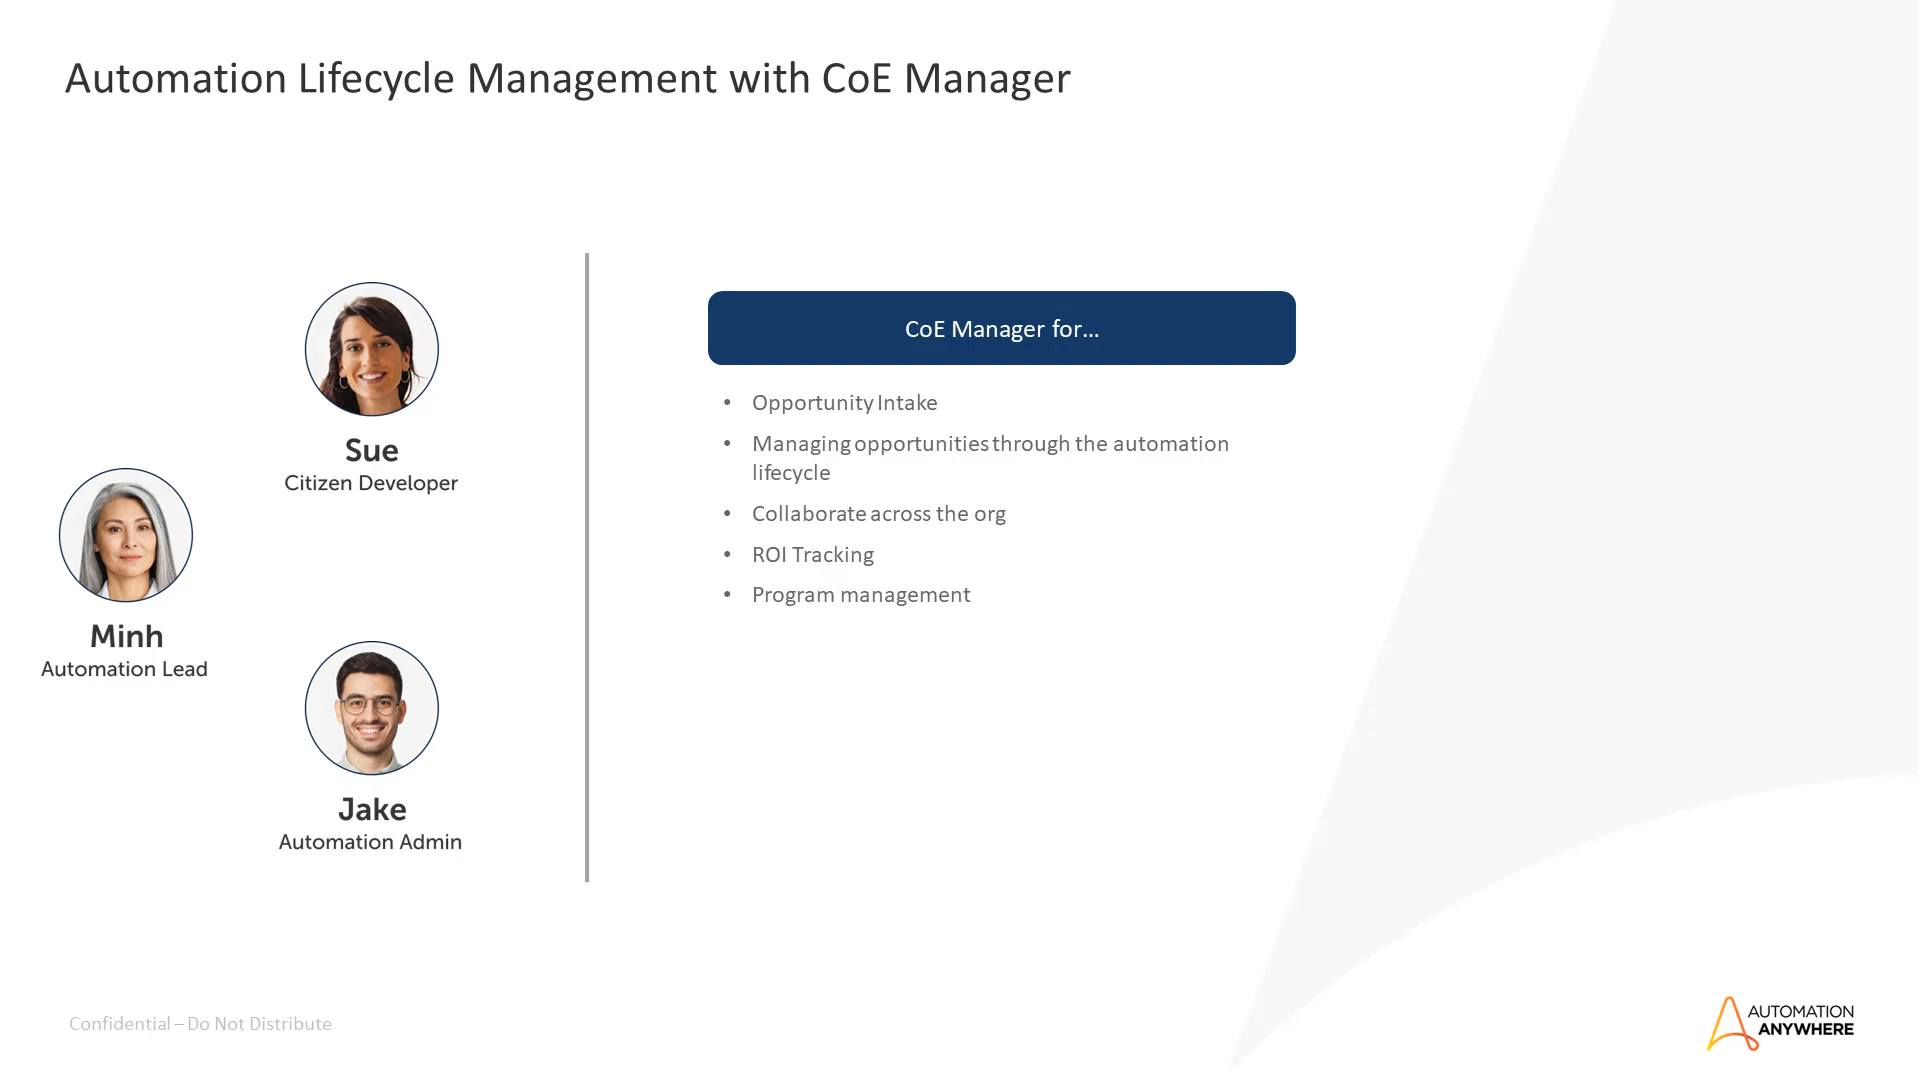 Automation Lifecycle Management with CoE Manager
Sue
Citizen Developer
Minh
Automation Lead
Jake
Automation Admin
CoE Manager for...
• Opportunity Intake
• Managing opportunities through the automation
lifecycle
• Collaborate across the org
• ROI Tracking
• Program management
Confidential – Do Not Distribute
AUTOMATION
ANYWHERE